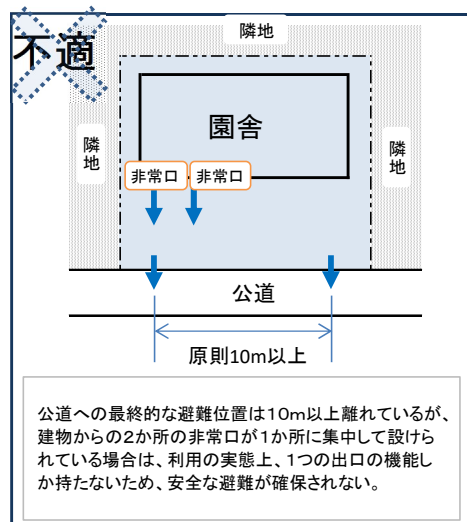 不適
隣地
園舎
隣地
隣地
非常口
非常口
公道
原則10m以上
公道への最終的な避難位置は10m以上離れているが、
建物からの2か所の非常口が1か所に集中して設けら
れている場合は、利用の実態上、1つの出口の機能し
か持たないため、安全な避難が確保されない。